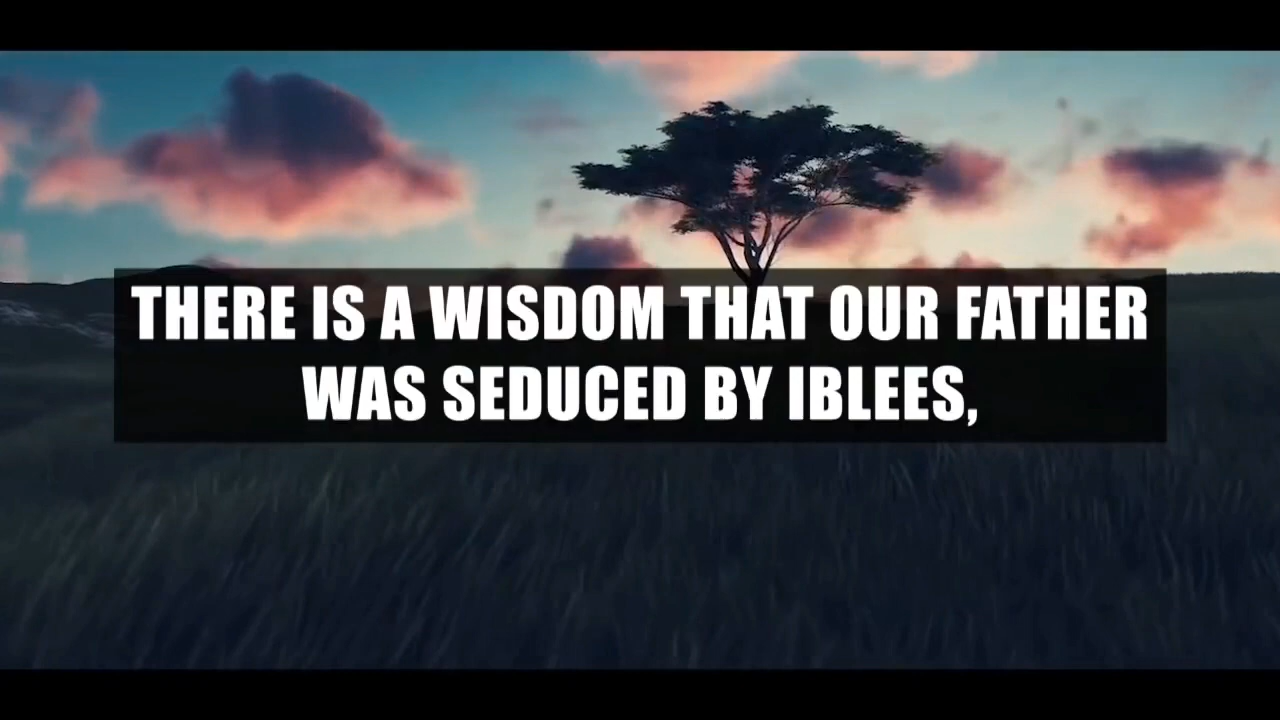 THERE IS A WISDOM THAT OUR FATHER
WAS SEDUCED BY IBLEES,